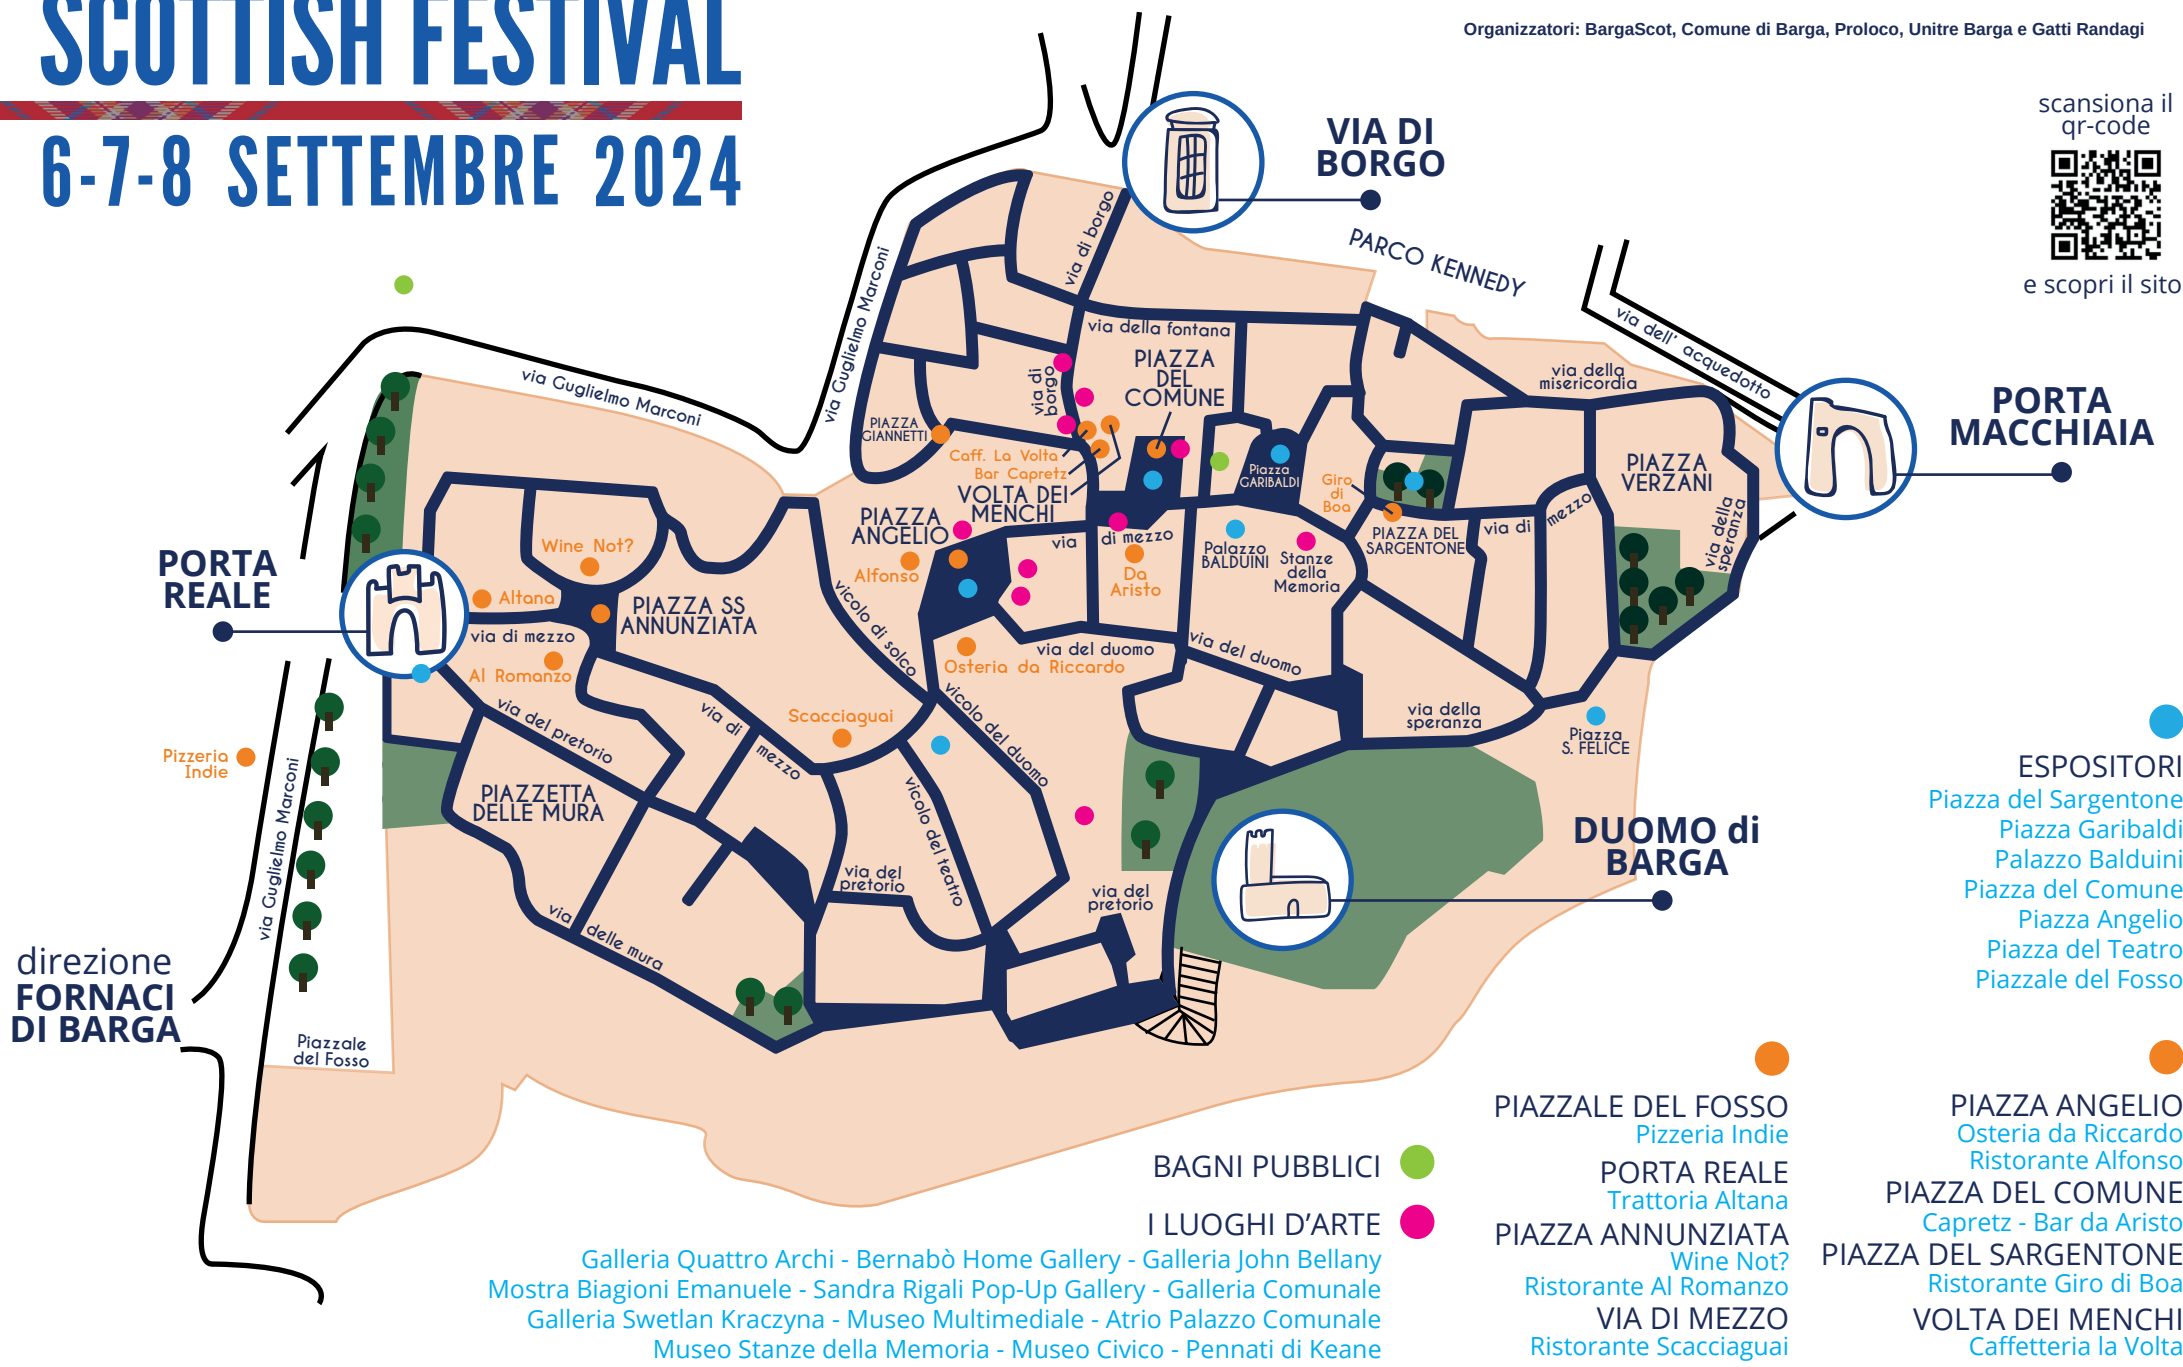 SCOTTISH FESTIVAL
6-7-8 SETTEMBRE 2024
Organizzatori: BargaScot, Comune di Barga, Proloco, Unitre Barga e Gatti Randagi
scansiona il
qr-code
e scopri il sito
VIA DI
BORGO
PARCO KENNEDY
via dell' acquedotto
PORTA
MACCHIAIA
via Guglielmo Marconi
via Guglielmo Marconi
via di borgo
via della fontana
via di
borgo
PIAZZA
DEL
COMUNE
via della
misericordia
PIAZZA
GIANNETTI
Caff. La Volta
Bar Capretz
VOLTA DEI
MENCHI
Piazza
GARIBALDI
Giro
di
Boa
PIAZZA
VERZANI
via della
speranza
PIAZZA
ANGELIO
Alfonso
via di mezzo
Da
Aristo
Palazzo
BALDUINI
Stanze
della
Memoria
PIAZZA DEL
SARGENTONE
via di mezzo
PORTA
REALE
Wine Not?
Altana
PIAZZA SS
ANNUNZIATA
via di mezzo
Al Romanzo
vicolo di solco
via del duomo
Osteria da Riccardo
via del duomo
via del pretorio
via di mezzo
Scacciaguai
vicolo del duomo
via della
speranza
Piazza
S. FELICE
Pizzeria
Indie
via Guglielmo Marconi
PIAZZETTA
DELLE MURA
vicolo del teatro
via del
pretorio
via del
pretorio
via delle mura
DUOMO di
BARGA
direzione
FORNACI
DI BARGA
Piazzale
del Fosso
ESPOSITORI
Piazza del Sargentone
Piazza Garibaldi
Palazzo Balduini
Piazza del Comune
Piazza Angelio
Piazza del Teatro
Piazzale del Fosso
BAGNI PUBBLICI
I LUOGHI D'ARTE
Galleria Quattro Archi - Bernabò Home Gallery - Galleria John Bellany
Mostra Biagioni Emanuele - Sandra Rigali Pop-Up Gallery - Galleria Comunale
Galleria Swetlan Kraczyna - Museo Multimediale - Atrio Palazzo Comunale
Museo Stanze della Memoria - Museo Civico - Pennati di Keane
PIAZZALE DEL FOSSO
Pizzeria Indie
PORTA REALE
Trattoria Altana
PIAZZA ANNUNZIATA
Wine Not?
Ristorante Al Romanzo
VIA DI MEZZO
Ristorante Scacciaguai
PIAZZA ANGELIO
Osteria da Riccardo
Ristorante Alfonso
PIAZZA DEL COMUNE
Capretz - Bar da Aristo
PIAZZA DEL SARGENTONE
Ristorante Giro di Boa
VOLTA DEI MENCHI
Caffetteria la Volta